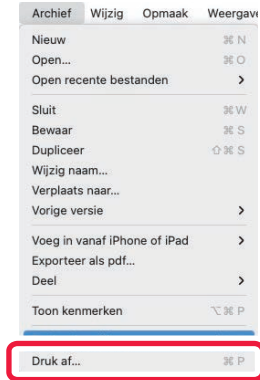 Archief Wijzig Opmaak Weergave
Nieuw ⌘ N
Open... ⌘ O
Open recente bestanden >
Sluit ⌘ W
Bewaar ⌘ S
Dupliceer ⇧ ⌘ S
Wijzig naam...
Verplaats naar...
Vorige versie >
Voeg in vanaf iPhone of iPad >
Exporteer als pdf...
Deel >
Toon kenmerken ⌥ ⌘ P
Druk af... ⌘ P